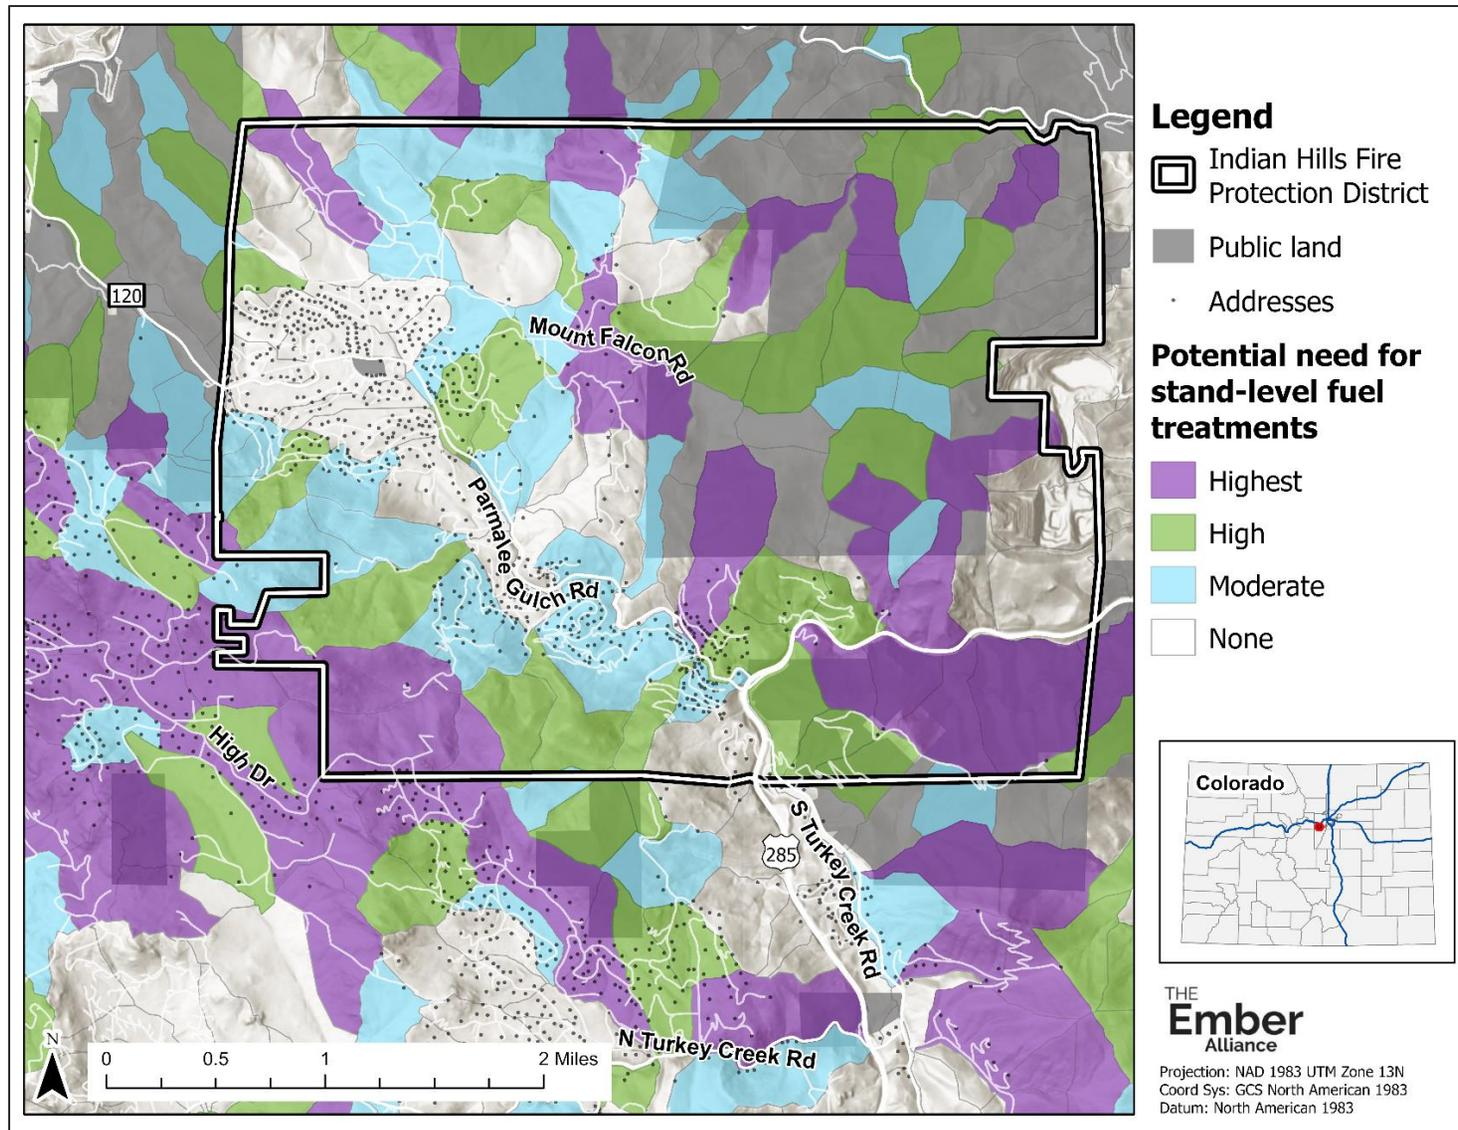 Legend
Indian Hills Fire
Protection District
Public land
Addresses
Potential need for
stand-level fuel
treatments
Highest
High
Moderate
None
120
Mount Falcon Rd
Parmalee Gulch Rd
High Dr
285
S Turkey Creek Rd
N Turkey Creek Rd
N
0 0.5 1 2 Miles
Colorado
THE
Ember
Alliance
Projection: NAD 1983 UTM Zone 13N
Coord Sys: GCS North American 1983
Datum: North American 1983